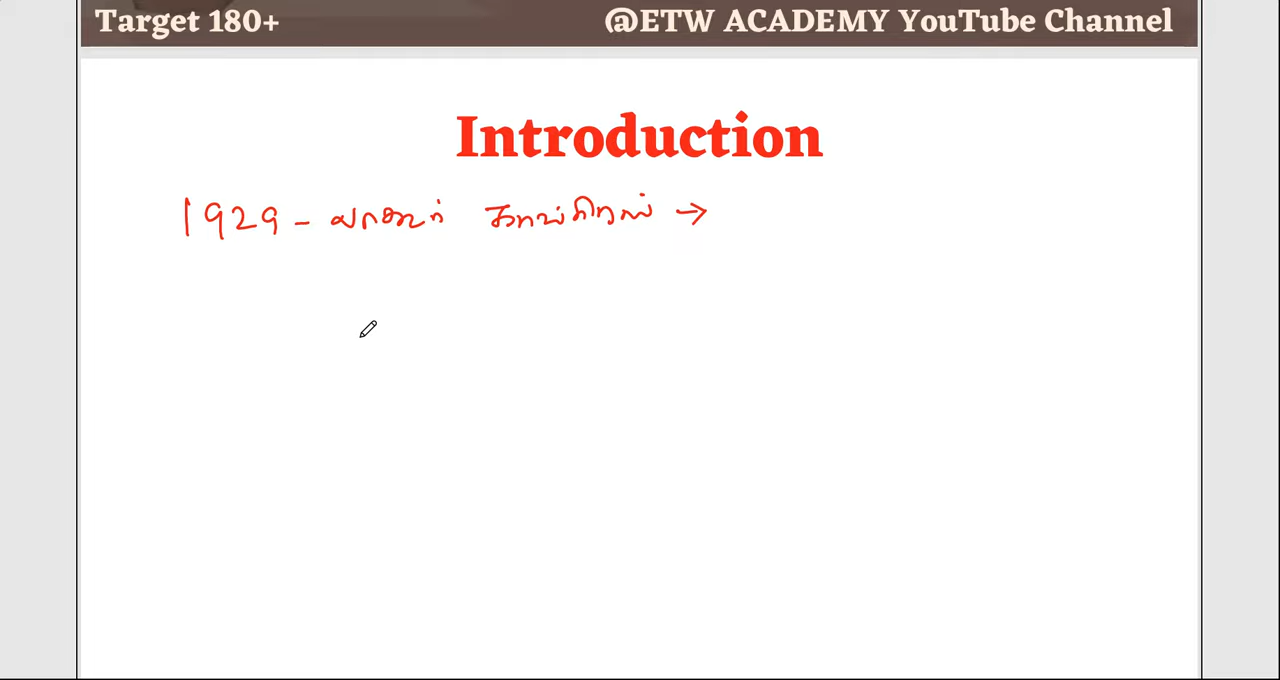 Target 180+ @ETW ACADEMY YouTube Channel
Introduction
1929 - லாகூர் காங்கிரஸ் →